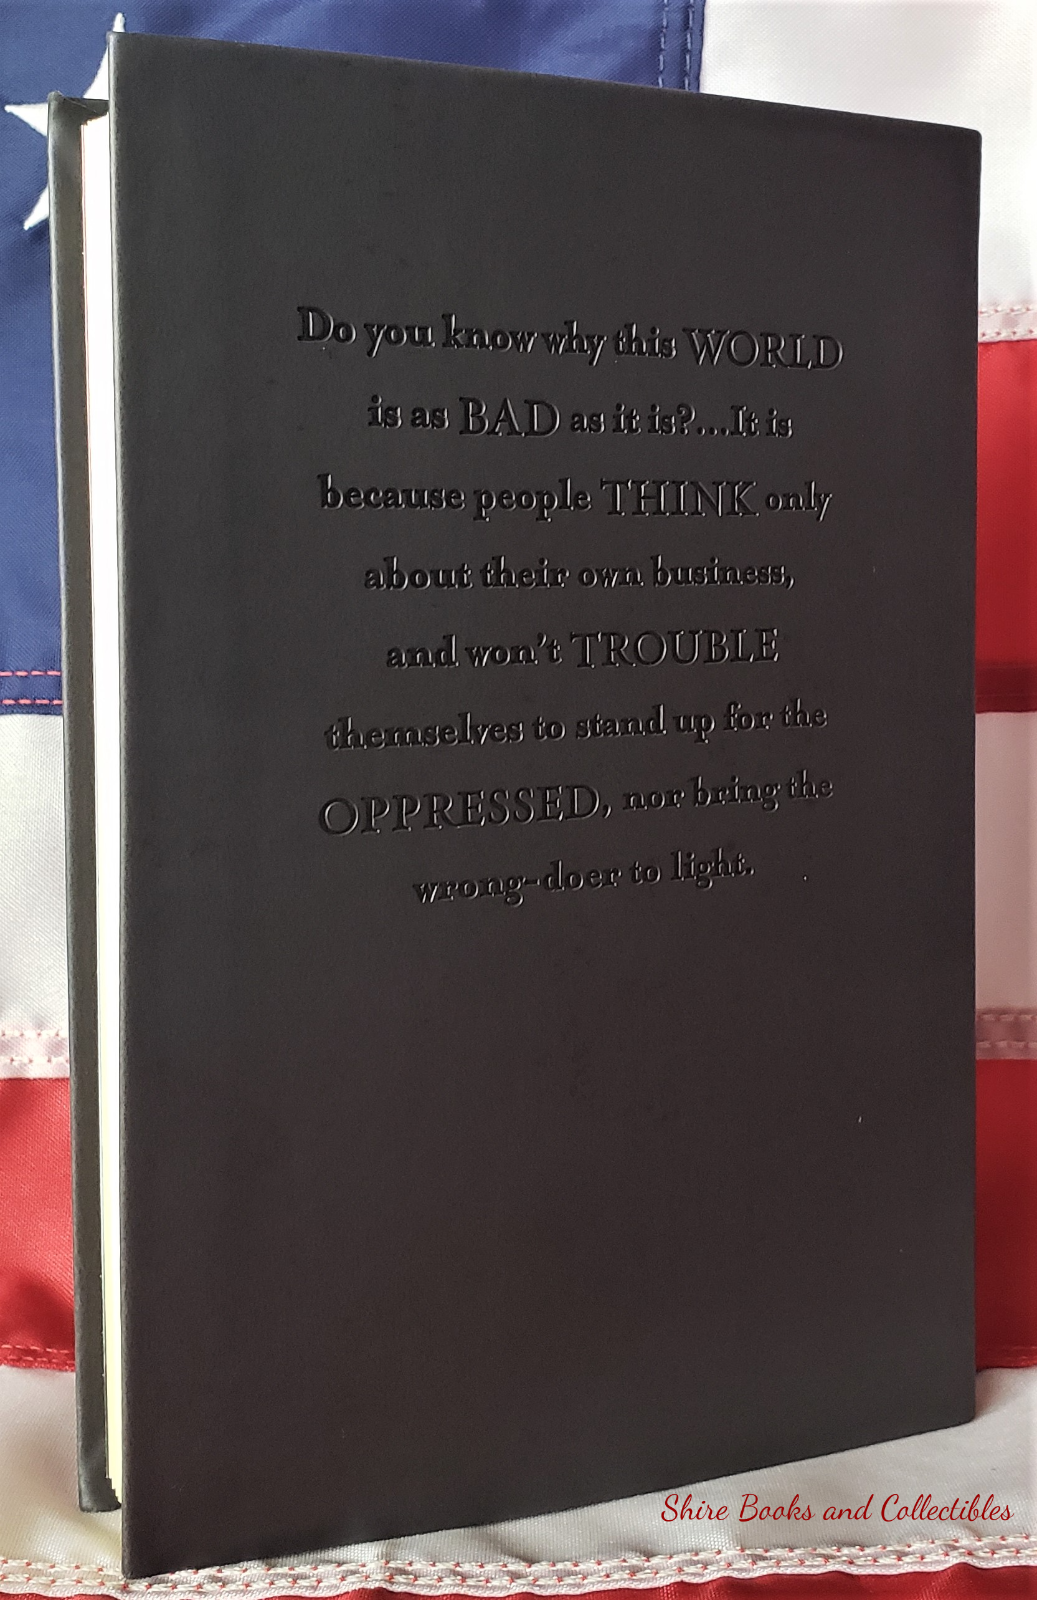 Do you know why this WORLD
is as BAD as it is?...It is
because people THINK only
about their own business,
and won't TROUBLE
themselves to stand up for the
OPPRESSED, nor bring the
wrong-doer to light.
Shire Books and Collectibles